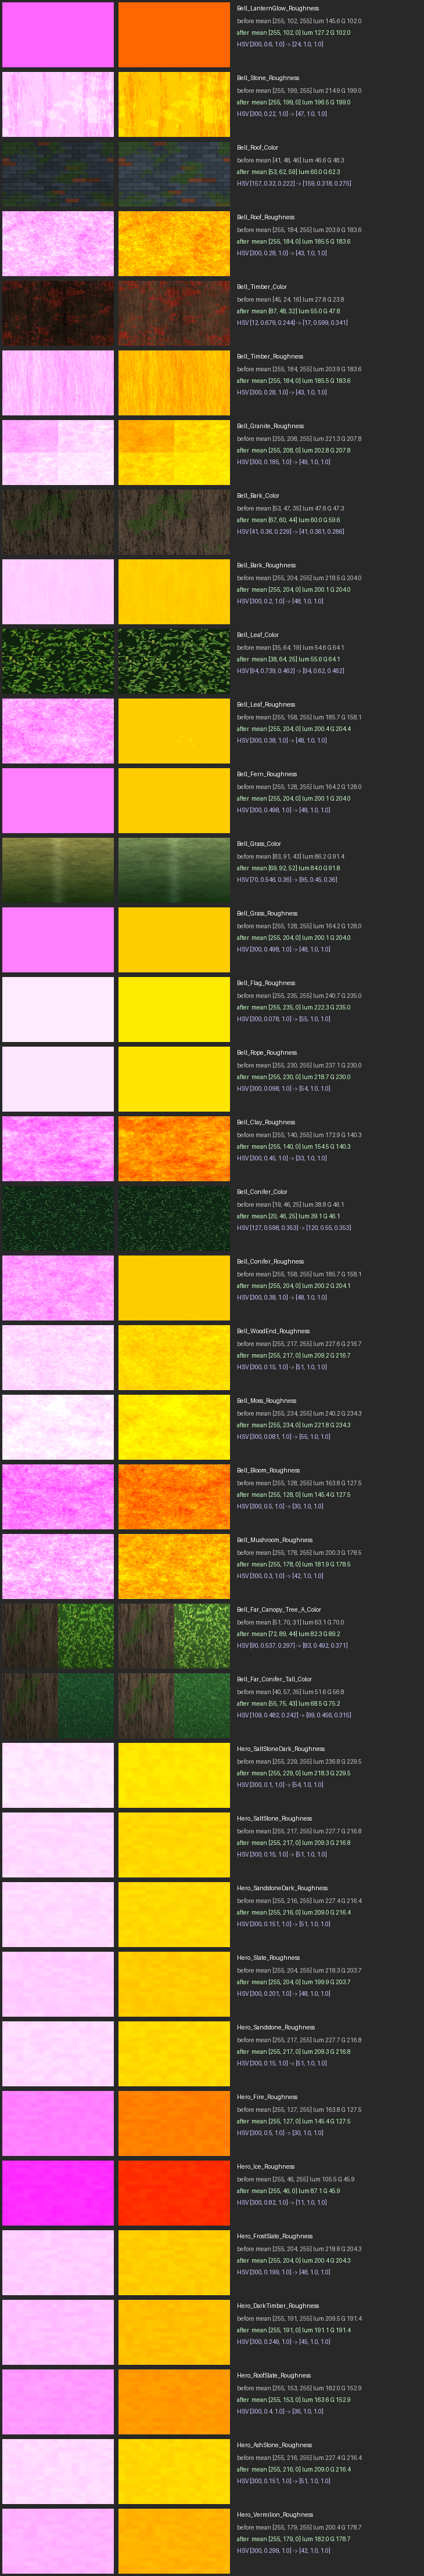 Bell_LanternGlow_Roughness
before mean [255, 102, 255] lum 145.6 G 102.0
after  mean [255, 102, 0] lum 127.2 G 102.0
HSV [300, 0.6, 1.0] -> [24, 1.0, 1.0]
Bell_Stone_Roughness
before mean [255, 199, 255] lum 214.9 G 199.0
after  mean [255, 199, 0] lum 196.5 G 199.0
HSV [300, 0.22, 1.0] -> [47, 1.0, 1.0]
Bell_Roof_Color
before mean [41, 48, 46] lum 46.6 G 48.3
after  mean [53, 62, 59] lum 60.0 G 62.3
HSV [157, 0.32, 0.222] -> [159, 0.318, 0.275]
Bell_Roof_Roughness
before mean [255, 184, 255] lum 203.9 G 183.6
after  mean [255, 184, 0] lum 185.5 G 183.6
HSV [300, 0.28, 1.0] -> [43, 1.0, 1.0]
Bell_Timber_Color
before mean [45, 24, 16] lum 27.8 G 23.8
after  mean [87, 48, 32] lum 55.0 G 47.8
HSV [12, 0.679, 0.244] -> [17, 0.599, 0.341]
Bell_Timber_Roughness
before mean [255, 184, 255] lum 203.9 G 183.6
after  mean [255, 184, 0] lum 185.5 G 183.6
HSV [300, 0.28, 1.0] -> [43, 1.0, 1.0]
Bell_Granite_Roughness
before mean [255, 208, 255] lum 221.3 G 207.8
after  mean [255, 208, 0] lum 202.8 G 207.8
HSV [300, 0.185, 1.0] -> [49, 1.0, 1.0]
Bell_Bark_Color
before mean [53, 47, 35] lum 47.6 G 47.3
after  mean [67, 60, 44] lum 60.0 G 59.6
HSV [41, 0.36, 0.229] -> [41, 0.361, 0.286]
Bell_Bark_Roughness
before mean [255, 204, 255] lum 218.5 G 204.0
after  mean [255, 204, 0] lum 200.1 G 204.0
HSV [300, 0.2, 1.0] -> [48, 1.0, 1.0]
Bell_Leaf_Color
before mean [35, 64, 19] lum 54.6 G 64.1
after  mean [38, 64, 25] lum 55.6 G 64.1
HSV [94, 0.739, 0.462] -> [94, 0.62, 0.462]
Bell_Leaf_Roughness
before mean [255, 158, 255] lum 185.7 G 158.1
after  mean [255, 204, 0] lum 200.4 G 204.4
HSV [300, 0.38, 1.0] -> [48, 1.0, 1.0]
Bell_Fern_Roughness
before mean [255, 128, 255] lum 164.2 G 128.0
after  mean [255, 204, 0] lum 200.1 G 204.0
HSV [300, 0.498, 1.0] -> [48, 1.0, 1.0]
Bell_Grass_Color
before mean [83, 91, 43] lum 86.2 G 91.4
after  mean [69, 92, 52] lum 84.0 G 91.8
HSV [70, 0.546, 0.36] -> [95, 0.45, 0.36]
Bell_Grass_Roughness
before mean [255, 128, 255] lum 164.2 G 128.0
after  mean [255, 204, 0] lum 200.1 G 204.0
HSV [300, 0.498, 1.0] -> [48, 1.0, 1.0]
Bell_Flag_Roughness
before mean [255, 235, 255] lum 240.7 G 235.0
after  mean [255, 235, 0] lum 222.3 G 235.0
HSV [300, 0.078, 1.0] -> [55, 1.0, 1.0]
Bell_Rope_Roughness
before mean [255, 230, 255] lum 237.1 G 230.0
after  mean [255, 230, 0] lum 218.7 G 230.0
HSV [300, 0.098, 1.0] -> [54, 1.0, 1.0]
Bell_Clay_Roughness
before mean [255, 140, 255] lum 172.9 G 140.3
after  mean [255, 140, 0] lum 154.5 G 140.3
HSV [300, 0.45, 1.0] -> [33, 1.0, 1.0]
Bell_Conifer_Color
before mean [19, 46, 25] lum 38.8 G 46.1
after  mean [20, 46, 25] lum 39.1 G 46.1
HSV [127, 0.598, 0.353] -> [120, 0.55, 0.353]
Bell_Conifer_Roughness
before mean [255, 158, 255] lum 185.7 G 158.1
after  mean [255, 204, 0] lum 200.2 G 204.1
HSV [300, 0.38, 1.0] -> [48, 1.0, 1.0]
Bell_WoodEnd_Roughness
before mean [255, 217, 255] lum 227.6 G 216.7
after  mean [255, 217, 0] lum 209.2 G 216.7
HSV [300, 0.15, 1.0] -> [51, 1.0, 1.0]
Bell_Moss_Roughness
before mean [255, 234, 255] lum 240.2 G 234.3
after  mean [255, 234, 0] lum 221.8 G 234.3
HSV [300, 0.081, 1.0] -> [55, 1.0, 1.0]
Bell_Bloom_Roughness
before mean [255, 128, 255] lum 163.8 G 127.5
after  mean [255, 128, 0] lum 145.4 G 127.5
HSV [300, 0.5, 1.0] -> [30, 1.0, 1.0]
Bell_Mushroom_Roughness
before mean [255, 178, 255] lum 200.3 G 178.5
after  mean [255, 178, 0] lum 181.9 G 178.5
HSV [300, 0.3, 1.0] -> [42, 1.0, 1.0]
Bell_Far_Canopy_Tree_A_Color
before mean [51, 70, 31] lum 63.1 G 70.0
after  mean [72, 89, 44] lum 82.3 G 89.2
HSV [90, 0.537, 0.297] -> [83, 0.492, 0.371]
Bell_Far_Conifer_Tall_Color
before mean [40, 57, 35] lum 51.6 G 56.8
after  mean [55, 75, 43] lum 68.5 G 75.2
HSV [109, 0.482, 0.242] -> [99, 0.466, 0.315]
Hero_SaltStoneDark_Roughness
before mean [255, 229, 255] lum 236.8 G 229.5
after  mean [255, 229, 0] lum 218.3 G 229.5
HSV [300, 0.1, 1.0] -> [54, 1.0, 1.0]
Hero_SaltStone_Roughness
before mean [255, 217, 255] lum 227.7 G 216.8
after  mean [255, 217, 0] lum 209.3 G 216.8
HSV [300, 0.15, 1.0] -> [51, 1.0, 1.0]
Hero_SandstoneDark_Roughness
before mean [255, 216, 255] lum 227.4 G 216.4
after  mean [255, 216, 0] lum 209.0 G 216.4
HSV [300, 0.151, 1.0] -> [51, 1.0, 1.0]
Hero_Slate_Roughness
before mean [255, 204, 255] lum 218.3 G 203.7
after  mean [255, 204, 0] lum 199.9 G 203.7
HSV [300, 0.201, 1.0] -> [48, 1.0, 1.0]
Hero_Sandstone_Roughness
before mean [255, 217, 255] lum 227.7 G 216.8
after  mean [255, 217, 0] lum 209.3 G 216.8
HSV [300, 0.15, 1.0] -> [51, 1.0, 1.0]
Hero_Fire_Roughness
before mean [255, 127, 255] lum 163.8 G 127.5
after  mean [255, 127, 0] lum 145.4 G 127.5
HSV [300, 0.5, 1.0] -> [30, 1.0, 1.0]
Hero_Ice_Roughness
before mean [255, 46, 255] lum 105.5 G 45.9
after  mean [255, 46, 0] lum 87.1 G 45.9
HSV [300, 0.82, 1.0] -> [11, 1.0, 1.0]
Hero_FrostSlate_Roughness
before mean [255, 204, 255] lum 218.8 G 204.3
after  mean [255, 204, 0] lum 200.4 G 204.3
HSV [300, 0.199, 1.0] -> [48, 1.0, 1.0]
Hero_DarkTimber_Roughness
before mean [255, 191, 255] lum 209.5 G 191.4
after  mean [255, 191, 0] lum 191.1 G 191.4
HSV [300, 0.249, 1.0] -> [45, 1.0, 1.0]
Hero_RoofSlate_Roughness
before mean [255, 153, 255] lum 182.0 G 152.9
after  mean [255, 153, 0] lum 163.6 G 152.9
HSV [300, 0.4, 1.0] -> [36, 1.0, 1.0]
Hero_AshStone_Roughness
before mean [255, 216, 255] lum 227.4 G 216.4
after  mean [255, 216, 0] lum 209.0 G 216.4
HSV [300, 0.151, 1.0] -> [51, 1.0, 1.0]
Hero_Vermilion_Roughness
before mean [255, 179, 255] lum 200.4 G 178.7
after  mean [255, 179, 0] lum 182.0 G 178.7
HSV [300, 0.299, 1.0] -> [42, 1.0, 1.0]